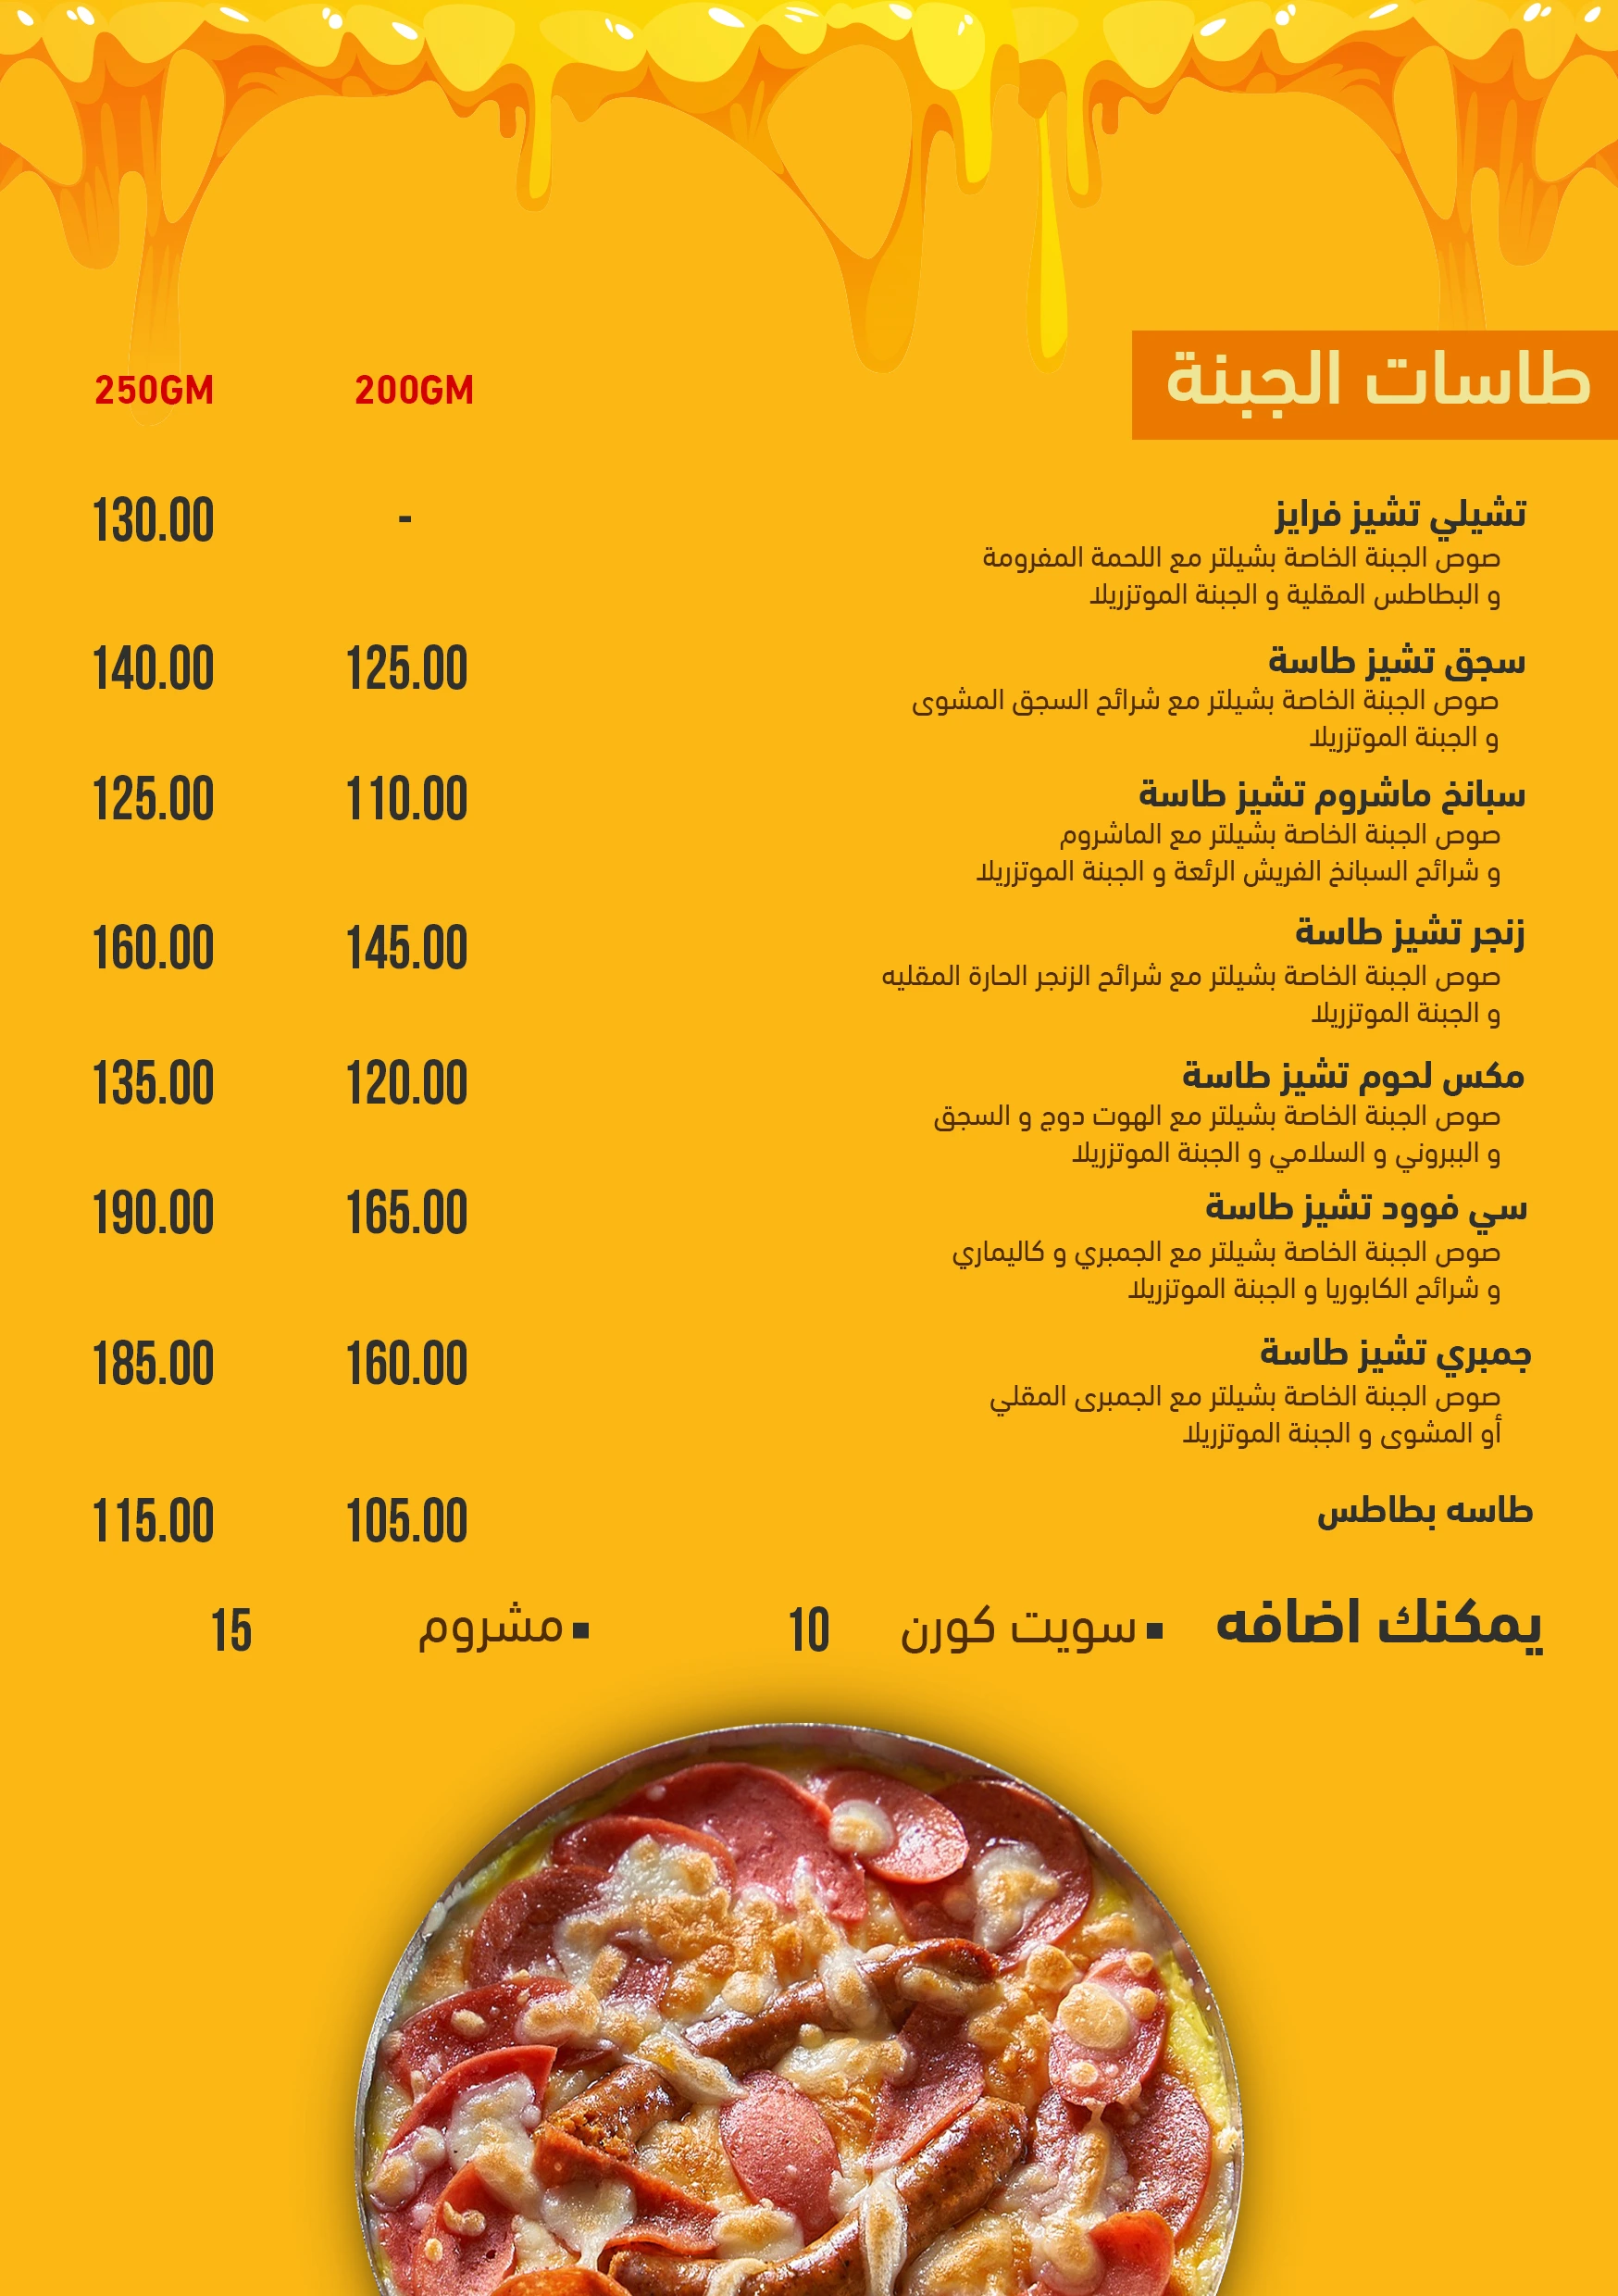 طاسات الجبنة 200GM 250GM
تشيلي تشيز فرايز - 130.00
صوص الجبنة الخاصة بشيلتر مع اللحمة المفرومة
و البطاطس المقلية و الجبنة الموتزريلا
سجق تشيز طاسة 125.00 140.00
صوص الجبنة الخاصة بشيلتر مع شرائح السجق المشوى
و الجبنة الموتزريلا
سبانخ ماشروم تشيز طاسة 110.00 125.00
صوص الجبنة الخاصة بشيلتر مع الماشروم
و شرائح السبانخ الفريش الرئعة و الجبنة الموتزريلا
زنجر تشيز طاسة 145.00 160.00
صوص الجبنة الخاصة بشيلتر مع شرائح الزنجر الحارة المقليه
و الجبنة الموتزريلا
مكس لحوم تشيز طاسة 120.00 135.00
صوص الجبنة الخاصة بشيلتر مع الهوت دوج و السجق
و الببروني و السلامي و الجبنة الموتزريلا
سي فوود تشيز طاسة 165.00 190.00
صوص الجبنة الخاصة بشيلتر مع الجمبري و كاليماري
و شرائح الكابوريا و الجبنة الموتزريلا
جمبري تشيز طاسة 160.00 185.00
صوص الجبنة الخاصة بشيلتر مع الجمبرى المقلي
أو المشوى و الجبنة الموتزريلا
طاسه بطاطس 105.00 115.00
يمكنك اضافه ▪ سويت كورن 10 ▪ مشروم 15